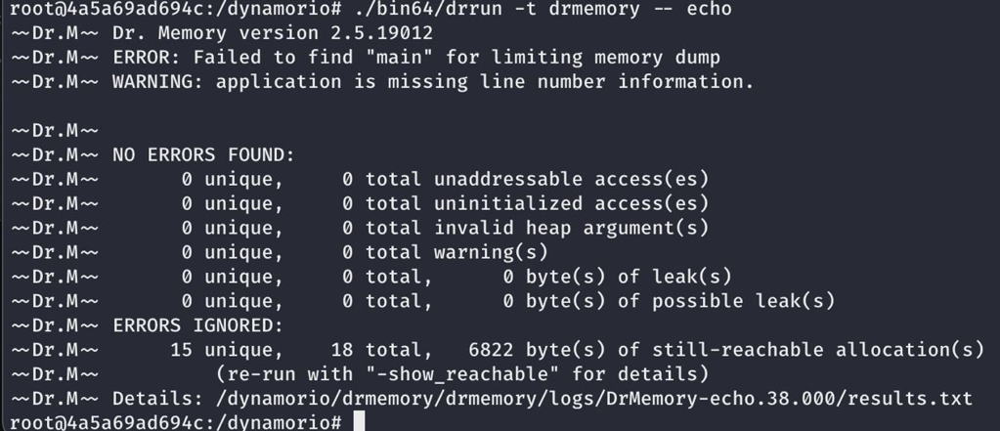 root@4a5a69ad694c:/dynamorio# ./bin64/drrun -t drmemory -- echo
~~Dr.M~~ Dr. Memory version 2.5.19012
~~Dr.M~~ ERROR: Failed to find "main" for limiting memory dump
~~Dr.M~~ WARNING: application is missing line number information.
~~Dr.M~~
~~Dr.M~~ NO ERRORS FOUND:
~~Dr.M~~       0 unique,     0 total unaddressable access(es)
~~Dr.M~~       0 unique,     0 total uninitialized access(es)
~~Dr.M~~       0 unique,     0 total invalid heap argument(s)
~~Dr.M~~       0 unique,     0 total warning(s)
~~Dr.M~~       0 unique,     0 total,      0 byte(s) of leak(s)
~~Dr.M~~       0 unique,     0 total,      0 byte(s) of possible leak(s)
~~Dr.M~~ ERRORS IGNORED:
~~Dr.M~~      15 unique,    18 total,   6822 byte(s) of still-reachable allocation(s)
~~Dr.M~~          (re-run with "-show_reachable" for details)
~~Dr.M~~ Details: /dynamorio/drmemory/drmemory/logs/DrMemory-echo.38.000/results.txt
root@4a5a69ad694c:/dynamorio#